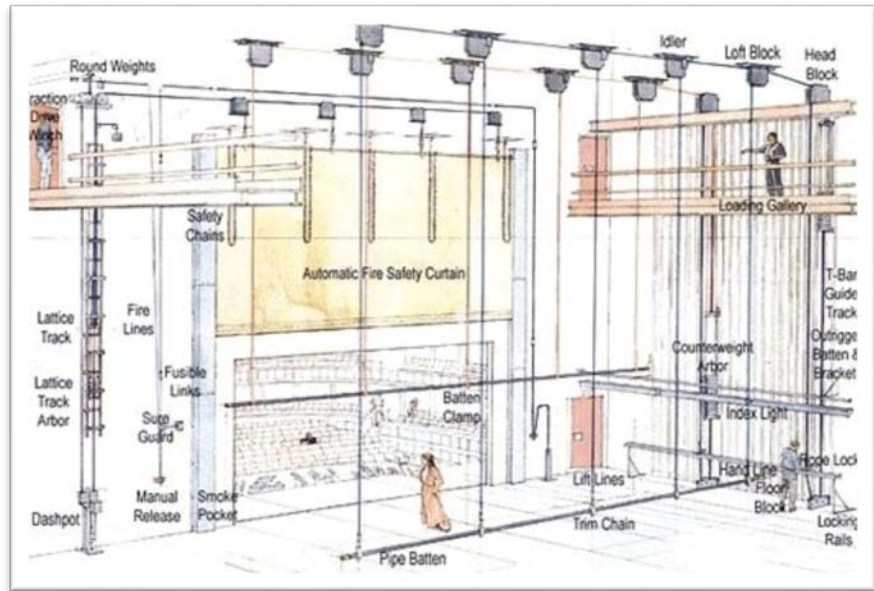 Idler
Loft Block
Head
Block
Round Weights
raction
Drive
Winch
Loading Gallery
Safety
Chains
Automatic Fire Safety Curtain
T-Bar
Guide
Track
Lattice
Track
Fire
Lines
Outrigge
Batten &
Bracket
Counterweight
Arbor
Fusible
Links
Lattice
Track
Arbor
Batten
Clamp
Index Light
Sure
Guard
Rope Lock
Hand Line
Floor
Block
Lift Lines
Manual
Release
Smoke
Pocket
Dashpot
Trim Chain
Locking
Rails
Pipe Batten